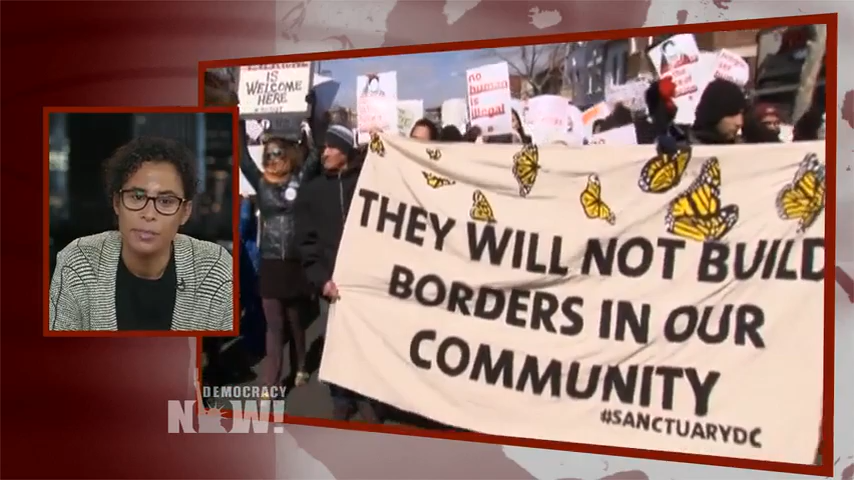 IS WELCOME
HERE
no
human
is
illegal
THEY WILL NOT BUILD
BORDERS IN OUR
COMMUNITY
#SANCTUARYDC
DEMOCRACY
NOW!